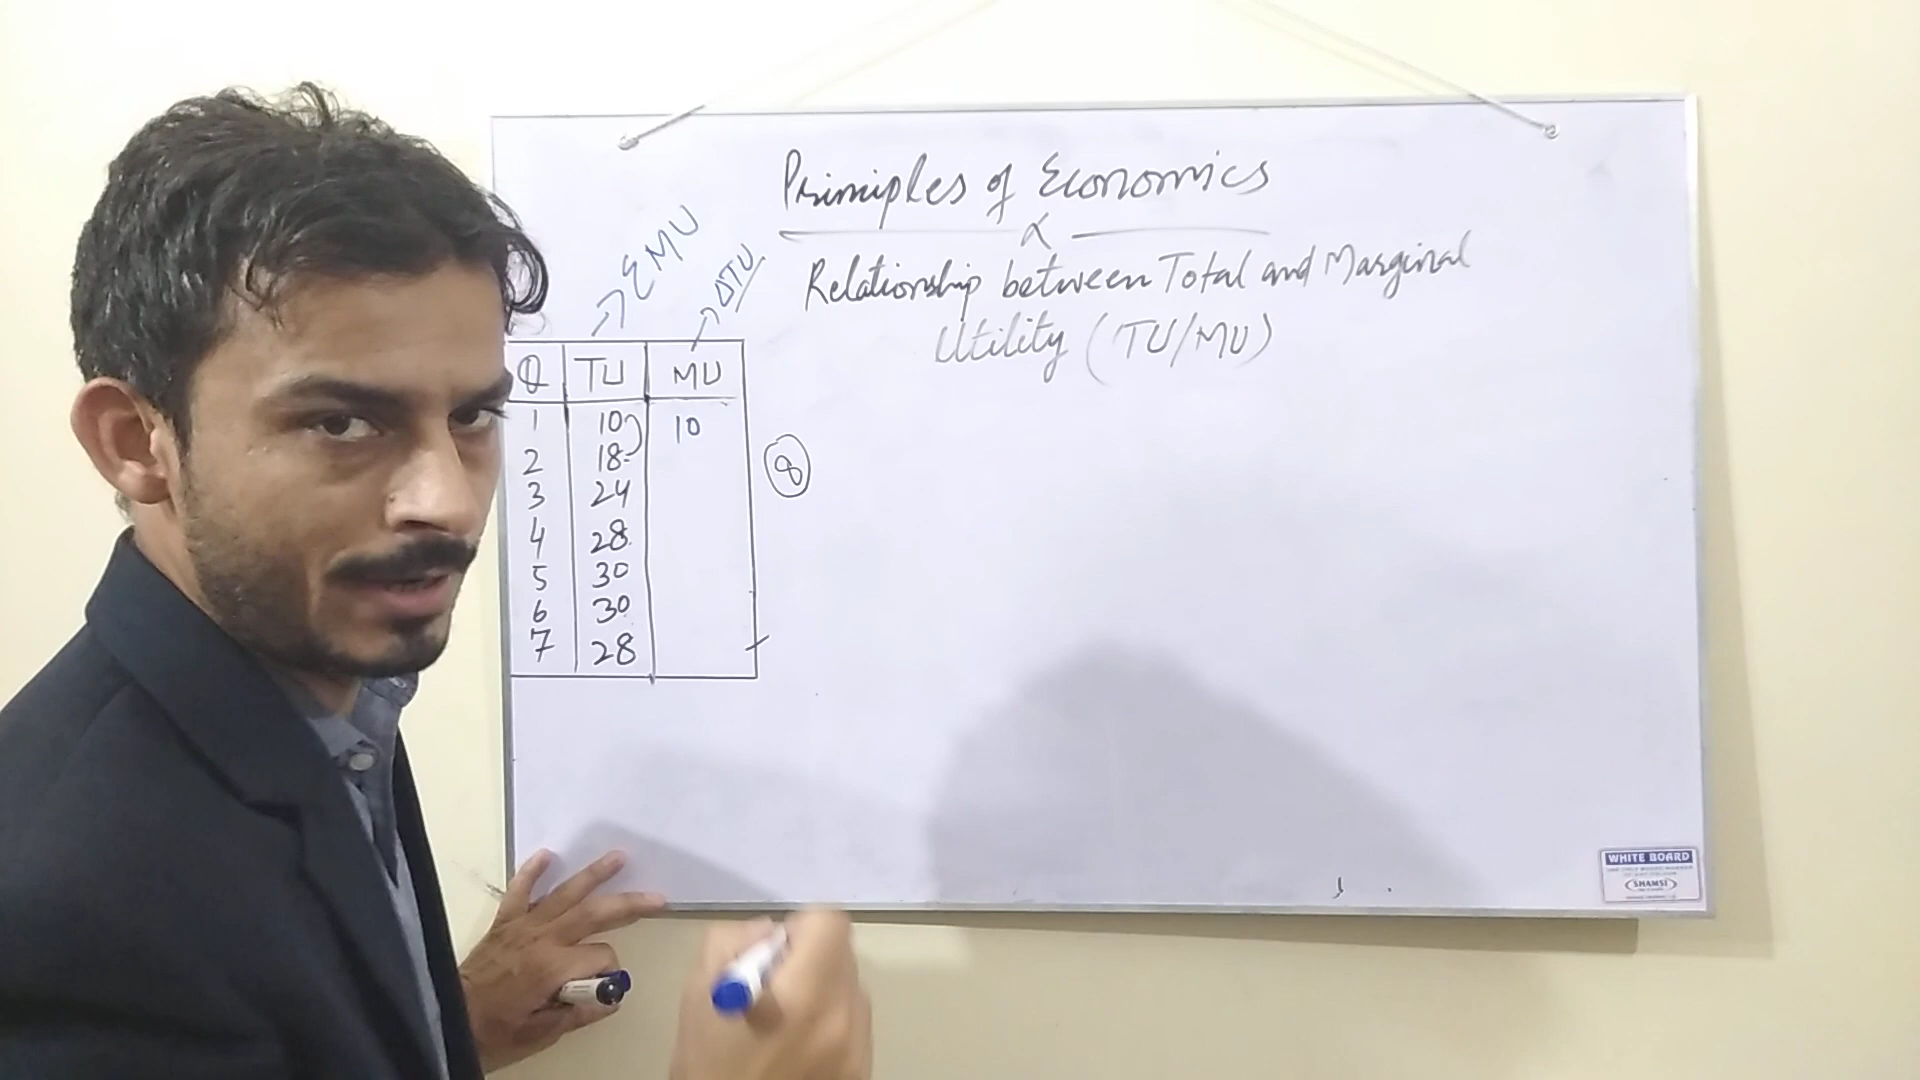 Principles of Economics
Relationship between Total and Marginal
Utility (TU/MU)
→ ΣMU
→ ΔTU
Q TU MU
1 10 10
2 18
8
3 24
4 28
5 30
6 30
7 28
WHITE BOARD
SHAMSI